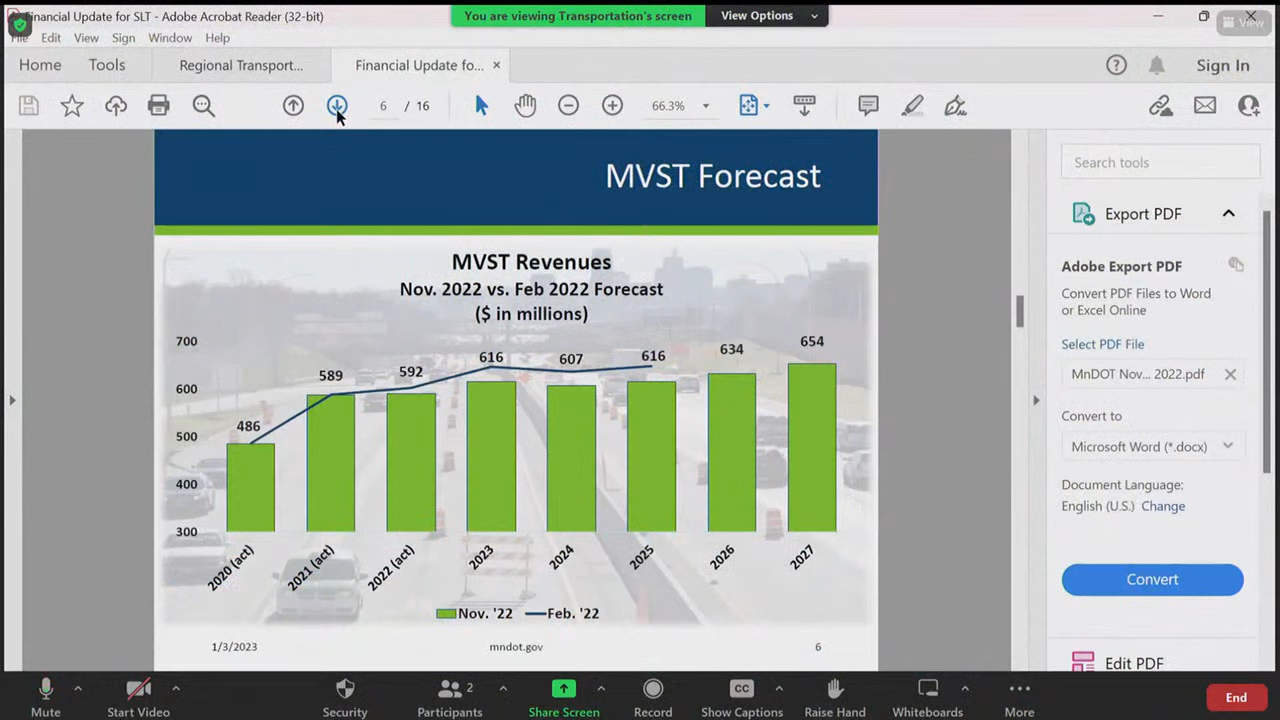 Financial Update for SLT - Adobe Acrobat Reader (32-bit)
You are viewing Transportation's screen
View Options
View
File Edit View Sign Window Help
Home Tools Regional Transport... Financial Update fo... Sign In
6 / 16 66.3%
MVST Forecast
MVST Revenues
Nov. 2022 vs. Feb 2022 Forecast
($ in millions)
700
600
500
400
300
486 589 592 616 607 616 634 654
2020 (act) 2021 (act) 2022 (act) 2023 2024 2025 2026 2027
Nov. '22 Feb. '22
1/3/2023 mndot.gov 6
Search tools
Export PDF
Adobe Export PDF
Convert PDF Files to Word
or Excel Online
Select PDF File
MnDOT Nov... 2022.pdf
Convert to
Microsoft Word (*.docx)
Document Language:
English (U.S.) Change
Convert
Edit PDF
Mute Start Video Security Participants 2 Share Screen Record CC Show Captions Raise Hand Whiteboards More End